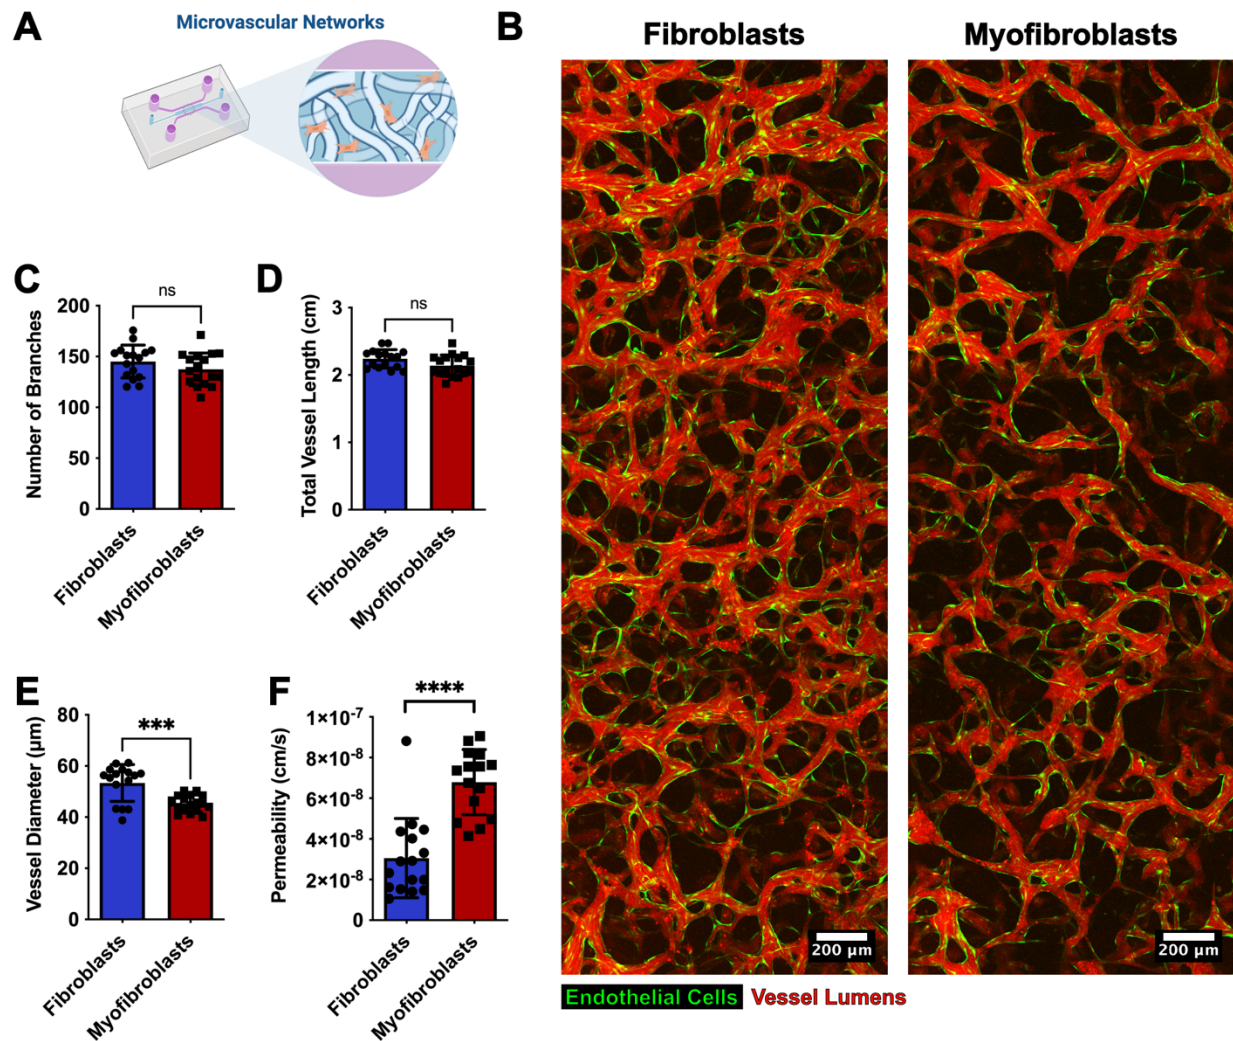 A
Microvascular Networks
B
Fibroblasts
Myofibroblasts
200 µm
200 µm
Endothelial Cells
Vessel Lumens
C
Number of Branches
200
150
100
50
0
ns
Fibroblasts
Myofibroblasts
D
Total Vessel Length (cm)
3
2
1
0
ns
Fibroblasts
Myofibroblasts
E
Vessel Diameter (µm)
80
60
40
20
0
***
Fibroblasts
Myofibroblasts
F
Permeability (cm/s)
1×10⁻⁷
8×10⁻⁸
6×10⁻⁸
4×10⁻⁸
2×10⁻⁸
0
****
Fibroblasts
Myofibroblasts